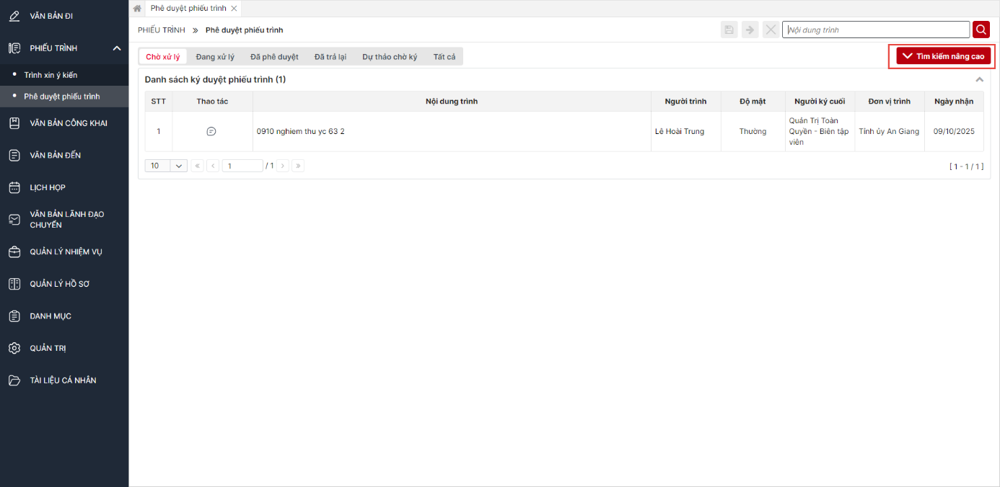 VĂN BẢN ĐI
PHIẾU TRÌNH
Trình xin ý kiến
Phê duyệt phiếu trình
VĂN BẢN CÔNG KHAI
VĂN BẢN ĐẾN
LỊCH HỌP
VĂN BẢN LÃNH ĐẠO
CHUYỂN
QUẢN LÝ NHIỆM VỤ
QUẢN LÝ HỒ SƠ
DANH MỤC
QUẢN TRỊ
TÀI LIỆU CÁ NHÂN
Phê duyệt phiếu trình
PHIẾU TRÌNH » Phê duyệt phiếu trình
Nội dung trình
Chờ xử lý Đang xử lý Đã phê duyệt Đã trả lại Dự thảo chờ ký Tất cả
Tìm kiếm nâng cao
Danh sách ký duyệt phiếu trình (1)
STT Thao tác Nội dung trình Người trình Độ mật Người ký cuối Đơn vị trình Ngày nhận
1 0910 nghiem thu yc 63 2 Lê Hoài Trung Thường Quản Trị Toàn
Quyền - Biên tập
viên
Tỉnh ủy An Giang 09/10/2025
10 « ‹ 1 / 1 › »
[ 1 - 1 / 1 ]